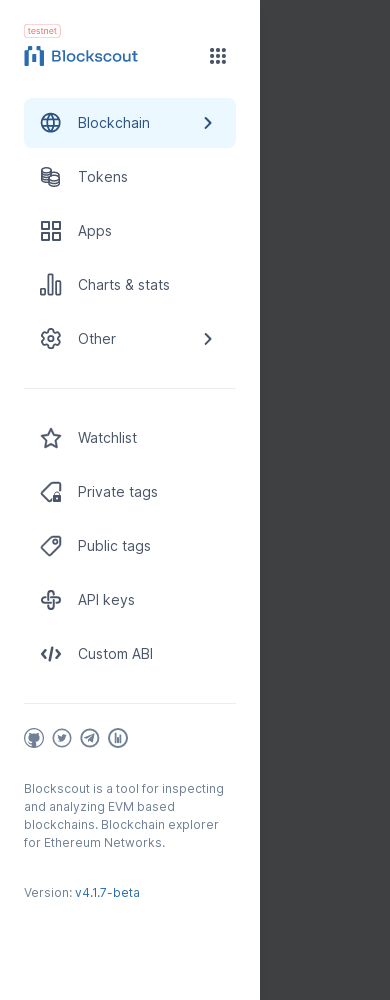 testnet
Blockscout
Blockchain
Tokens
Apps
Charts & stats
Other
Watchlist
Private tags
Public tags
API keys
Custom ABI
Blockscout is a tool for inspecting
and analyzing EVM based
blockchains. Blockchain explorer
for Ethereum Networks.
Version: v4.1.7-beta